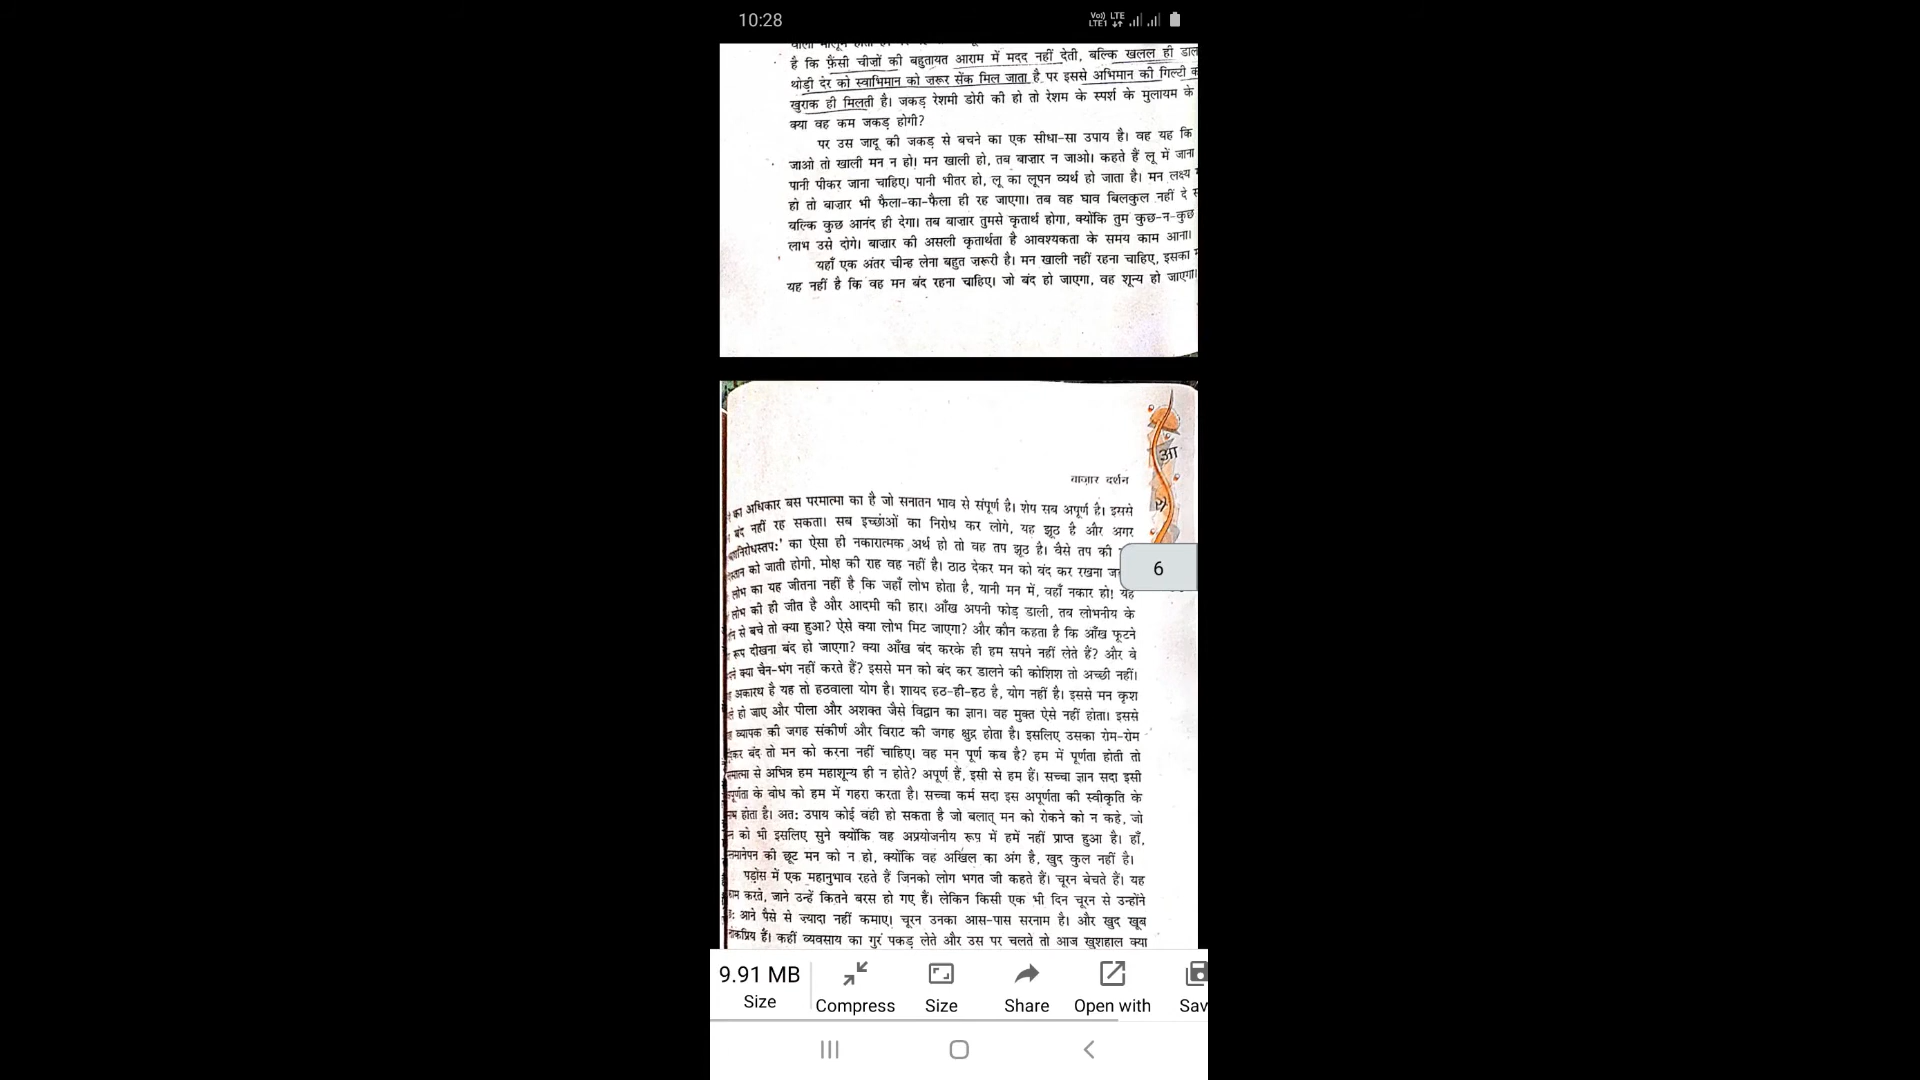 10:28
Vo)) LTE
LTE1
है कि फ़ैंसी चीज़ों की बहुतायत आराम में मदद नहीं देती, बल्कि खलल ही
थोड़ी देर को स्वाभिमान को ज़रूर सेंक मिल जाता है पर इससे अभिमान की गिल्टी
खुराक ही मिलती है। जकड़ रेशमी डोरी की हो तो रेशम के स्पर्श के मुलायम के
क्या वह कम जकड़ होगी?
पर उस जादू की जकड़ से बचने का एक सीधा-सा उपाय है। वह यह कि
जाओ तो खाली मन न हो। मन खाली हो, तब बाज़ार न जाओ। कहते हैं लू में जाना
पानी पीकर जाना चाहिए। पानी भीतर हो, लू का लूपन व्यर्थ हो जाता है। मन लक्ष्य
हो तो बाज़ार भी फैला-का-फैला ही रह जाएगा। तब वह घाव बिलकुल नहीं दे
बल्कि कुछ आनंद ही देगा। तब बाज़ार तुमसे कृतार्थ होगा, क्योंकि तुम कुछ-न-कुछ
लाभ उसे दोगे। बाज़ार की असली कृतार्थता है आवश्यकता के समय काम आना।
यहाँ एक अंतर चीन्ह लेना बहुत ज़रूरी है। मन खाली नहीं रहना चाहिए, इसका
यह नहीं है कि वह मन बंद रहना चाहिए। जो बंद हो जाएगा, वह शून्य हो जाएगा।
आ
बाज़ार दर्शन
का अधिकार बस परमात्मा का है जो सनातन भाव से संपूर्ण है। शेष सब अपूर्ण है। इससे
बंद नहीं रह सकता। सब इच्छाओं का निरोध कर लोगे, यह झूठ है और अगर
का ऐसा ही नकारात्मक अर्थ हो तो वह तप झूठ है। वैसे तप की
को जाती होगी, मोक्ष की राह वह नहीं है। ठाठ देकर मन को बंद कर रखना
6
लोभ का यह जीतना नहीं है कि जहाँ लोभ होता है, यानी मन में, वहाँ नकार हो! यह
लोभ की ही जीत है और आदमी की हार। आँख अपनी फोड़ डाली, तब लोभनीय के
से बचे तो क्या हुआ? ऐसे क्या लोभ मिट जाएगा? और कौन कहता है कि आँख फूटने
रूप दीखना बंद हो जाएगा? क्या आँख बंद करके ही हम सपने नहीं लेते हैं? और वे
क्या चैन-भंग नहीं करते हैं? इससे मन को बंद कर डालने की कोशिश तो अच्छी नहीं।
अकारथ है यह तो हठवाला योग है। शायद हठ-ही-हठ है, योग नहीं है। इससे मन कृश
हो जाए और पीला और अशक्त जैसे विद्वान का ज्ञान। वह मुक्त ऐसे नहीं होता। इससे
व्यापक की जगह संकीर्ण और विराट की जगह क्षुद्र होता है। इसलिए उसका रोम-रोम
बंद तो मन को करना नहीं चाहिए। वह मन पूर्ण कब है? हम में पूर्णता होती तो
से अभिन्न हम महाशून्य ही न होते? अपूर्ण हैं, इसी से हम हैं। सच्चा ज्ञान सदा इसी
के बोध को हम में गहरा करता है। सच्चा कर्म सदा इस अपूर्णता की स्वीकृति के
होता है। अत: उपाय कोई वही हो सकता है जो बलात् मन को रोकने को न कहे, जो
को भी इसलिए सुने क्योंकि वह अप्रयोजनीय रूप में हमें नहीं प्राप्त हुआ है। हाँ,
की छूट मन को न हो, क्योंकि वह अखिल का अंग है, खुद कुल नहीं है।
पड़ोस में एक महानुभाव रहते हैं जिनको लोग भगत जी कहते हैं। चूरन बेचते हैं। यह
करते, जाने उन्हें कितने बरस हो गए हैं। लेकिन किसी एक भी दिन चूरन से उन्होंने
आने पैसे से ज़्यादा नहीं कमाए। चूरन उनका आस-पास सरनाम है। और खुद खूब
हैं। कहीं व्यवसाय का गुर पकड़ लेते और उस पर चलते तो आज खुशहाल क्या
9.91 MB
Size
Compress
Size
Share
Open with
Sav